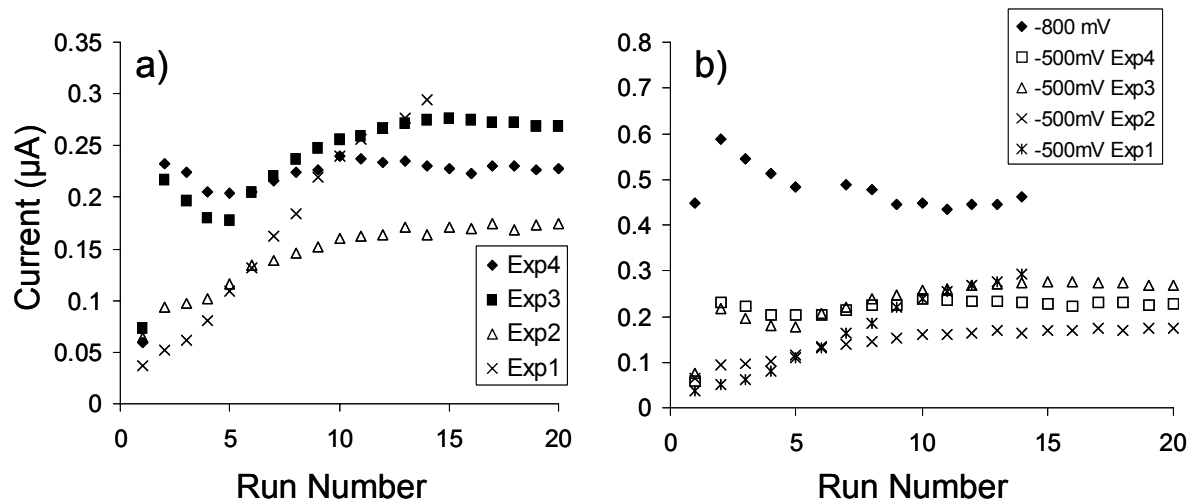 a)
Current (µA)
0.35
0.3
0.25
0.2
0.15
0.1
0.05
0
0 5 10 15 20
Run Number
Exp4
Exp3
Exp2
Exp1
b)
0.8
0.7
0.6
0.5
0.4
0.3
0.2
0.1
0
0 5 10 15 20
Run Number
-800 mV
-500mV Exp4
-500mV Exp3
-500mV Exp2
-500mV Exp1